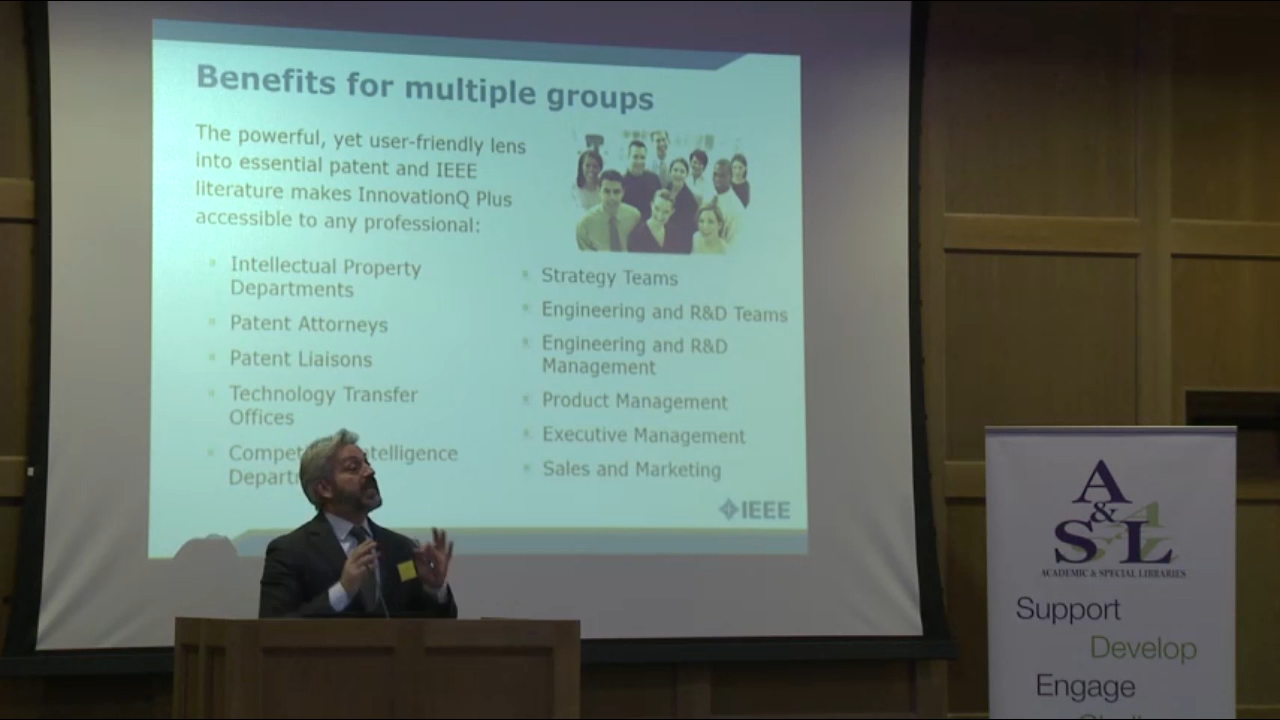 Benefits for multiple groups
The powerful, yet user-friendly lens
into essential patent and IEEE
literature makes InnovationQ Plus
accessible to any professional:
Intellectual Property
Departments
Patent Attorneys
Patent Liaisons
Technology Transfer
Offices
Strategy Teams
Engineering and R&D Teams
Engineering and R&D
Management
Product Management
Executive Management
Sales and Marketing
IEEE
A
&
S L
ACADEMIC & SPECIAL LIBRARIES
Support
Develop
Engage